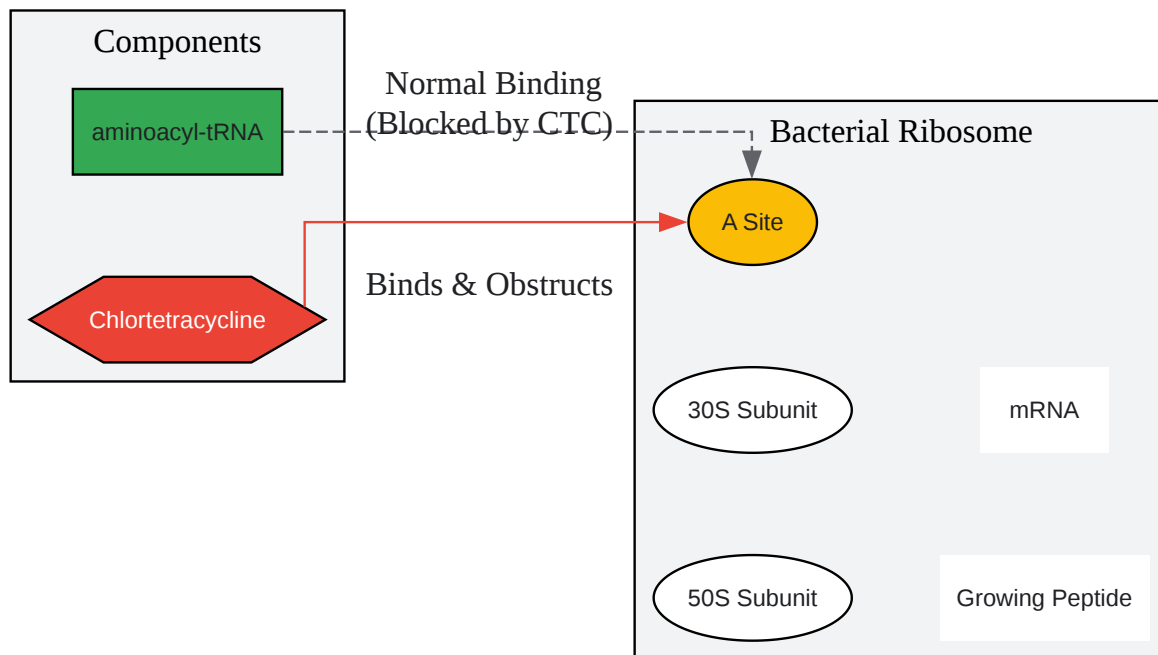 Components
aminoacyl-tRNA
Normal Binding
(Blocked by CTC)
Bacterial Ribosome
A Site
Binds & Obstructs
Chlortetracycline
30S Subunit
mRNA
50S Subunit
Growing Peptide